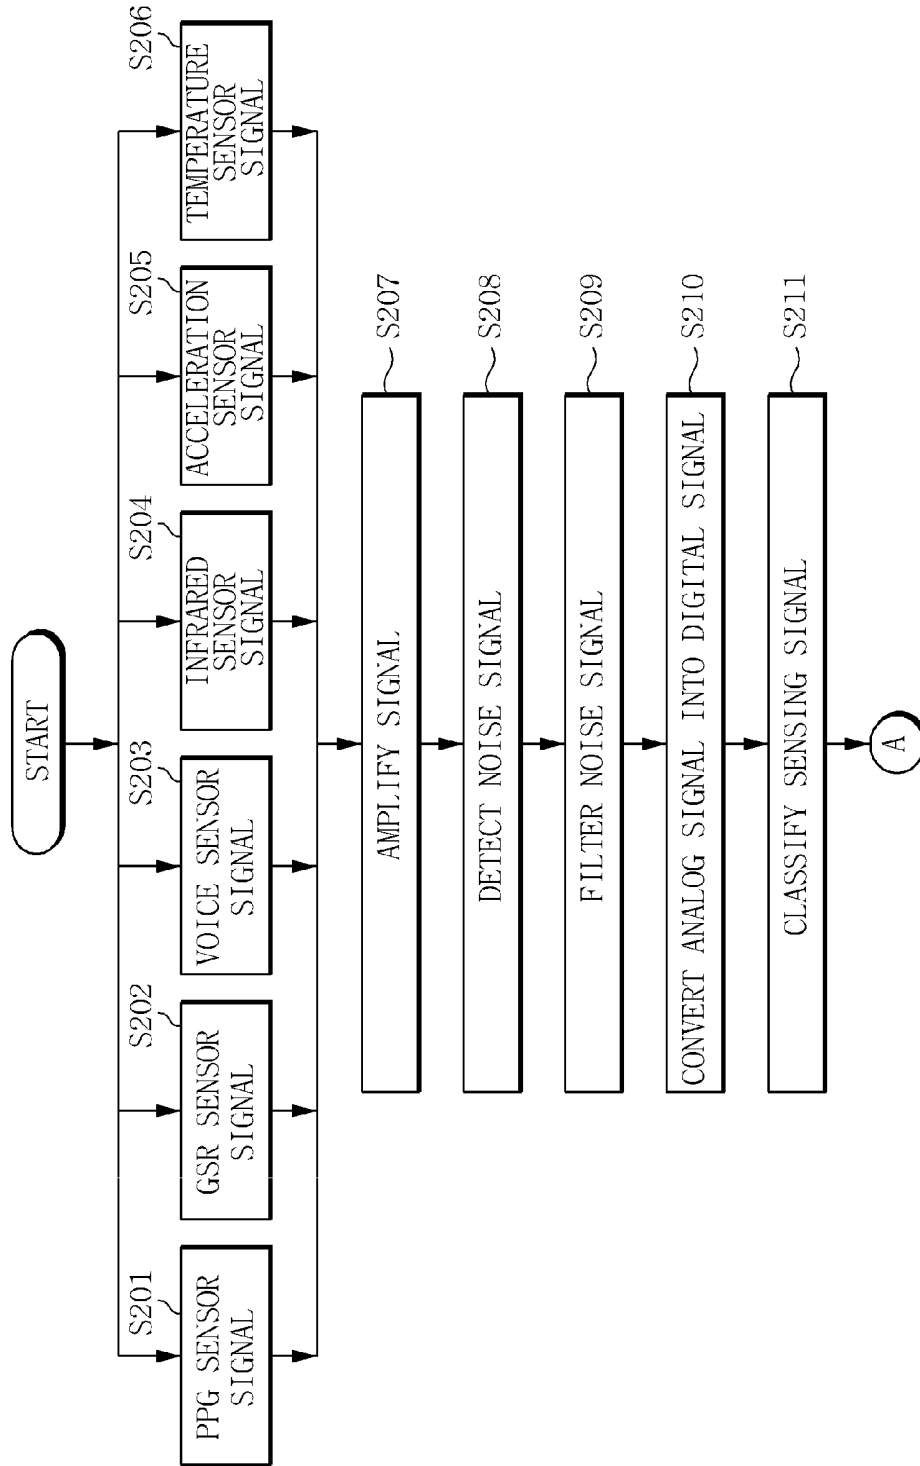 START
S201
PPG SENSOR
SIGNAL
S202
GSR SENSOR
SIGNAL
S203
VOICE SENSOR
SIGNAL
S204
INFRARED
SENSOR
SIGNAL
S205
ACCELERATION
SENSOR
SIGNAL
S206
TEMPERATURE
SENSOR
SIGNAL
AMPLIFY SIGNAL
S207
DETECT NOISE SIGNAL
S208
FILTER NOISE SIGNAL
S209
CONVERT ANALOG SIGNAL INTO DIGITAL SIGNAL
S210
CLASSIFY SENSING SIGNAL
S211
A